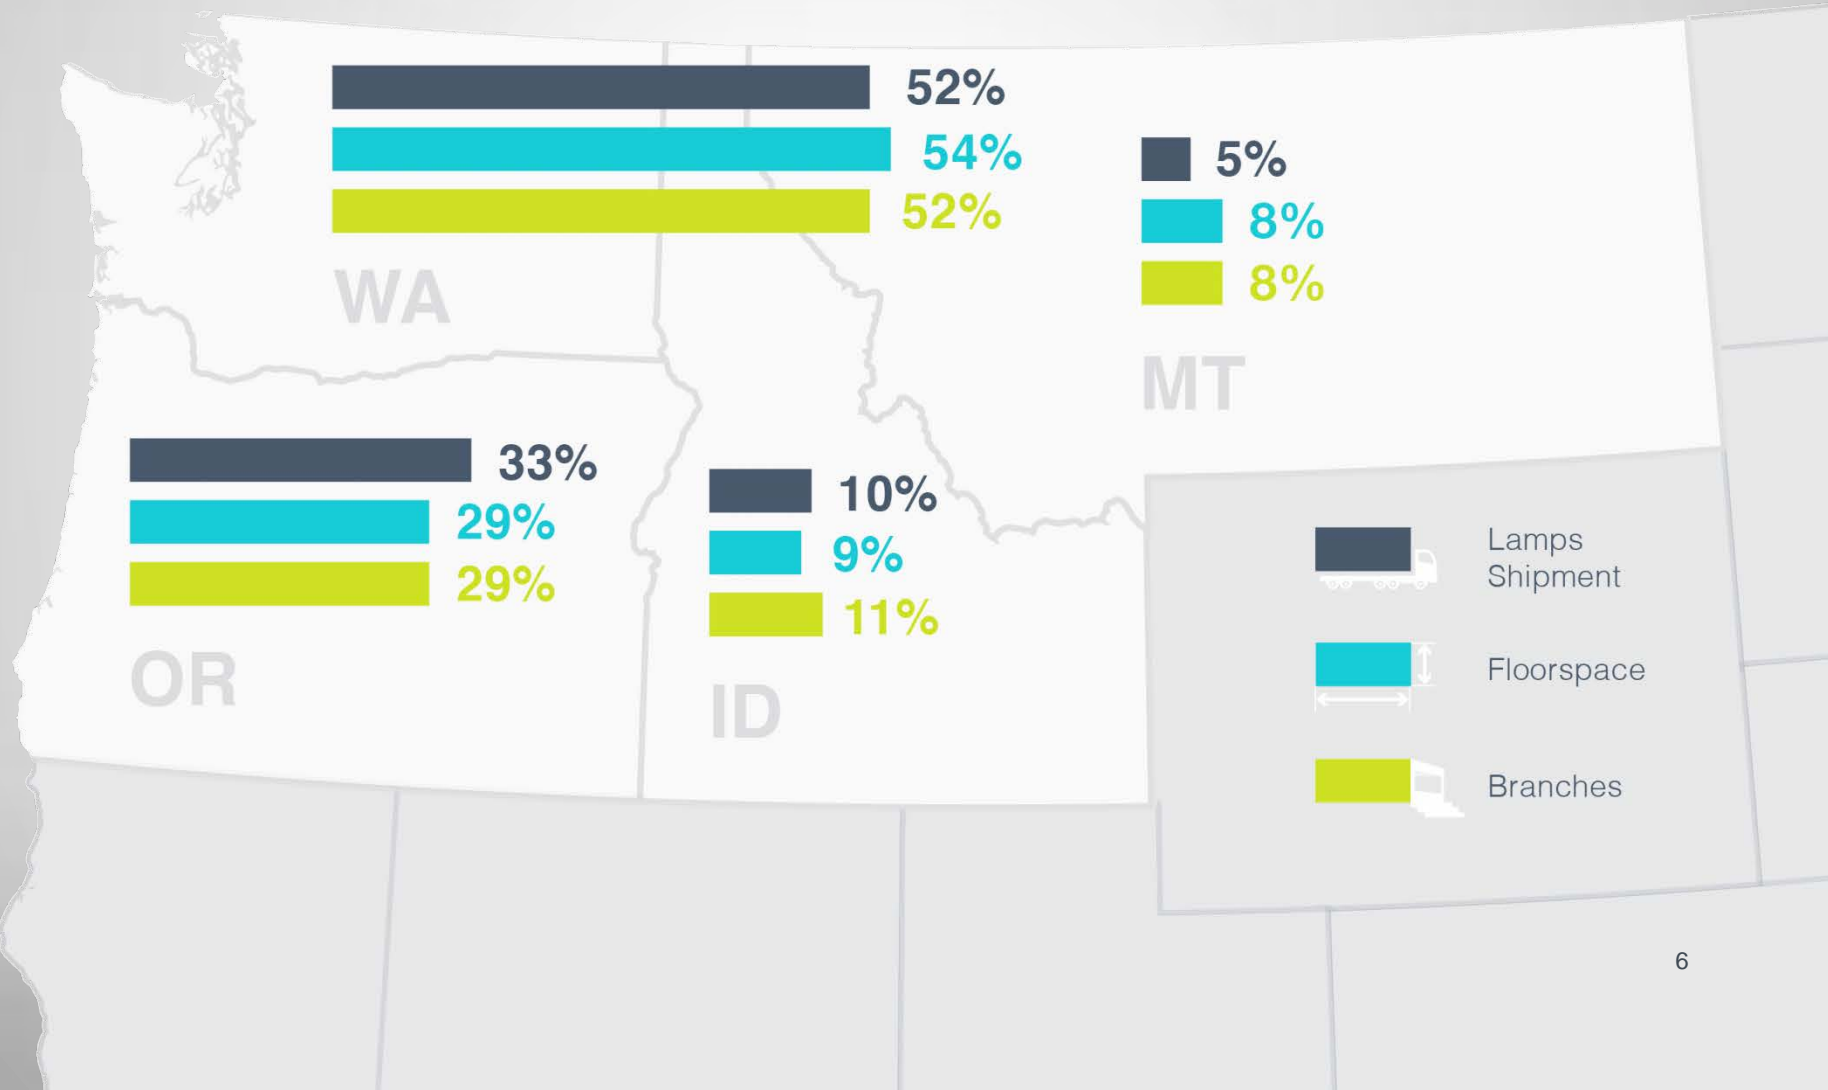 52%
54%
52%
WA
5%
8%
8%
MT
33%
29%
29%
OR
10%
9%
11%
ID
Lamps
Shipment
Floorspace
Branches
6